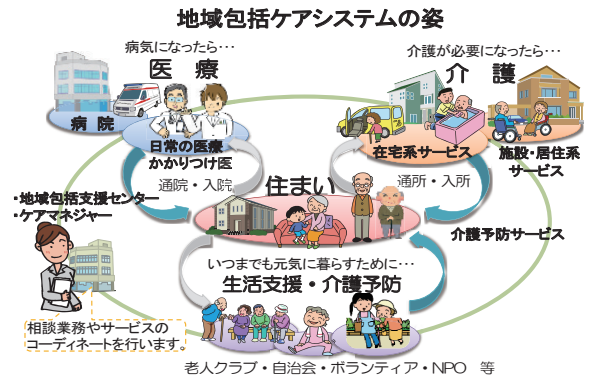 地域包括ケアシステムの姿
病気になったら･･･
医　療
介護が必要になったら･･･
介　護
病　院
日常の医療
かかりつけ医
在宅系サービス
施設・居住系
サービス
通院・入院
住まい
通所・入所
・地域包括支援センター
・ケアマネジャー
介護予防サービス
いつまでも元気に暮らすために･･･
生活支援・介護予防
相談業務やサービスの
コーディネートを行います。
老人クラブ・自治会・ボランティア・NPO　等